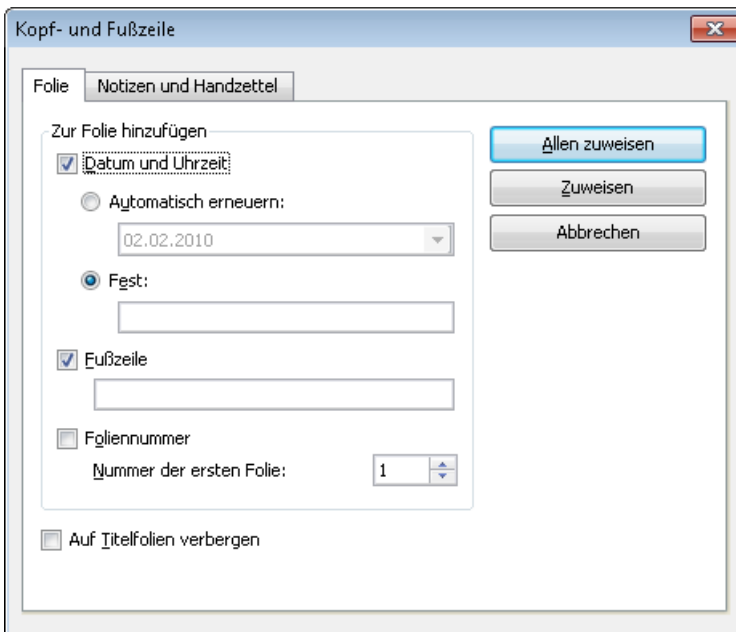 Kopf- und Fußzeile
Folie
Notizen und Handzettel
Zur Folie hinzufügen
Datum und Uhrzeit
Automatisch erneuern:
02.02.2010
Fest:
Fußzeile
Foliennummer
Nummer der ersten Folie:
1
Auf Titelfolien verbergen
Allen zuweisen
Zuweisen
Abbrechen